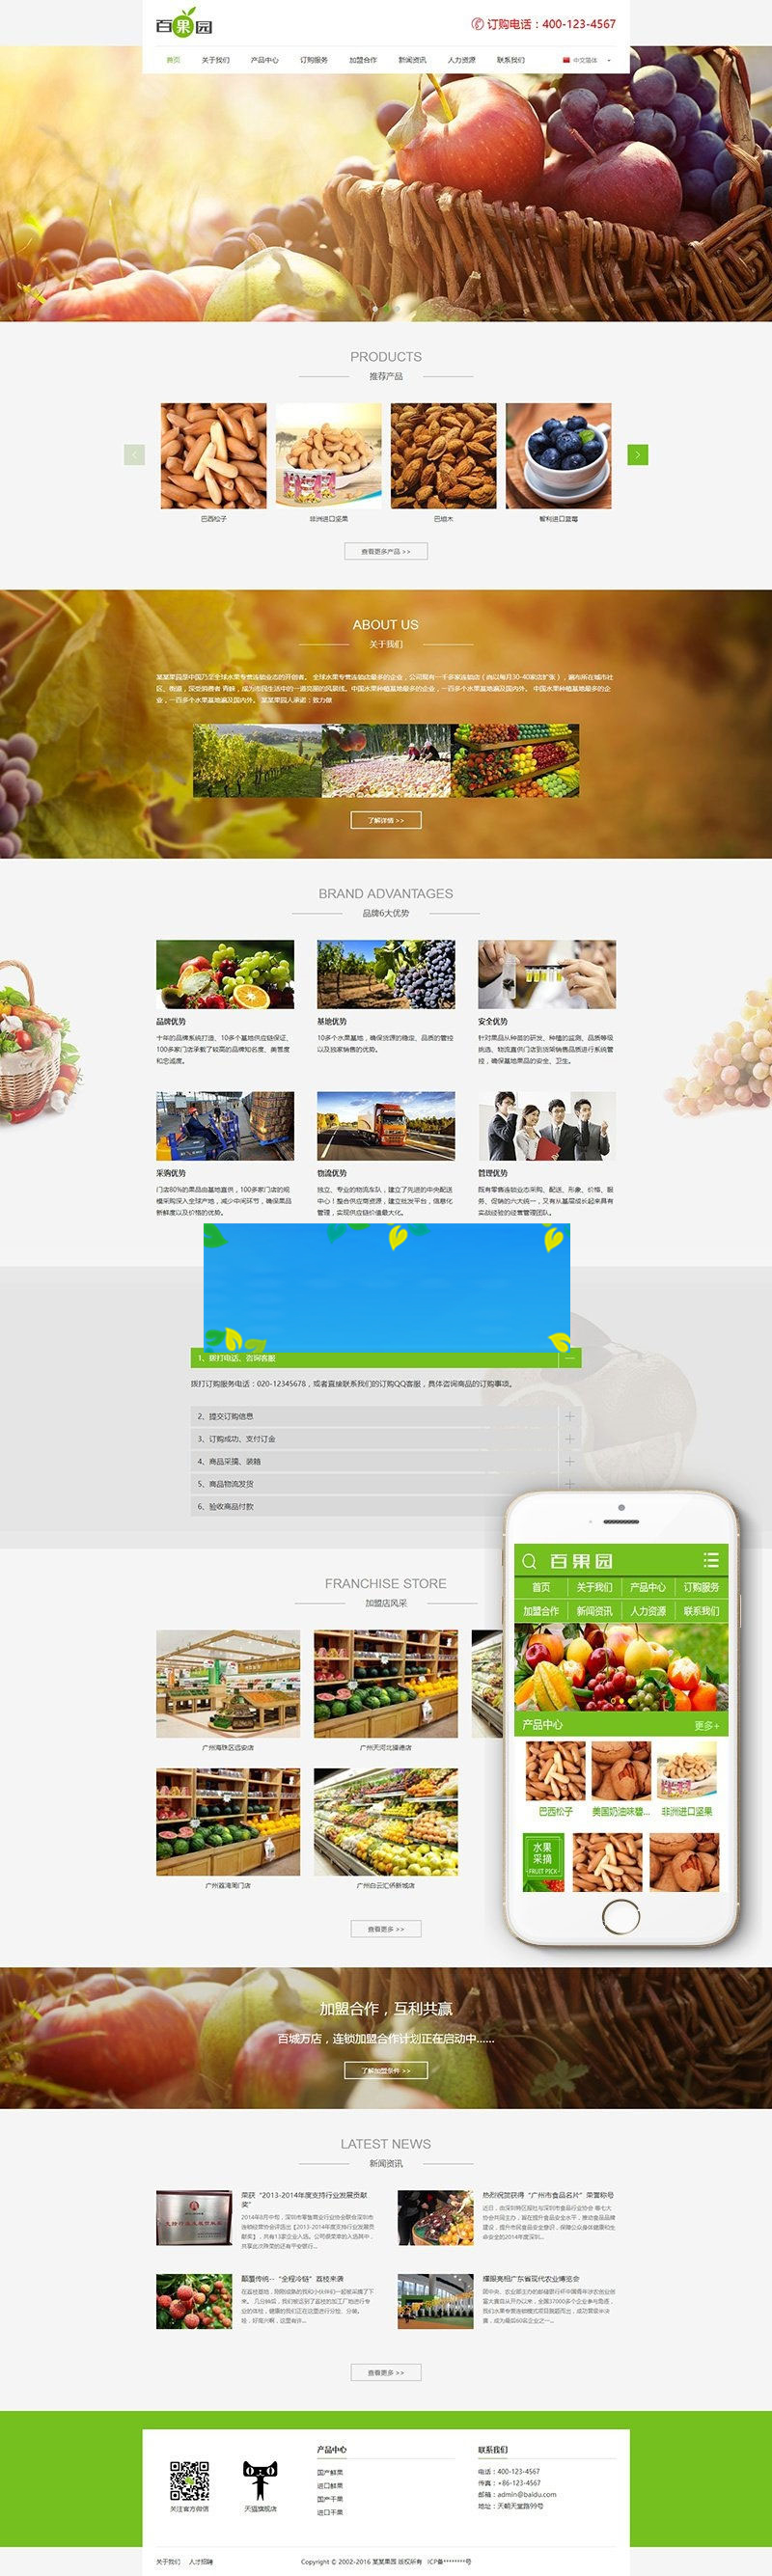 百果园
订购电话：400-123-4567
首页 关于我们 产品中心 订购服务 加盟合作 新闻资讯 人力资源 联系我们 中文简体
PRODUCTS
推荐产品
巴西松子 非洲进口坚果 巴旦木 智利进口蓝莓
查看更多产品 >>
ABOUT US
关于我们
了解详情 >>
BRAND ADVANTAGES
品牌6大优势
品牌优势 基地优势 安全优势
十年的品牌系统打造、10多个基地供应链保证、
100多家门店承载了较高的品牌知名度、美誉度
和忠诚度。
10多个水果基地，确保货源的稳定、品质的管控
以及独家销售的优势。
针对果品从种苗的研发、种植的监测、品质等级
挑选、物流直供门店到货架销售品质进行系统管
控，确保基地果品的安全、卫生。
采购优势 物流优势 管理优势
门店80%的果品由基地直供，100多家门店的规
模采购深入全球产地，减少中间环节，确保果品
新鲜度以及价格的优势。
独立、专业的物流车队，建立了先进的中央配送
中心！整合供应商资源，建立批发平台，信息化
管理，实现供应链价值最大化。
既有零售连锁业态采购、配送、形象、价格、服
务、促销的六大统一，又有从基层成长起来具有
实战经验的经营管理团队。
1、拨打电话、咨询客服
拨打订购服务电话：020-12345678，或者直接联系我们的订购QQ客服，具体咨询商品的订购事项。
2、提交订购信息
3、订购成功、支付订金
4、商品采摘、装箱
5、商品物流发货
6、验收商品付款
FRANCHISE STORE
加盟店风采
广州海珠区远安店 广州天河北骏德店
广州荔湾周门店 广州白云汇侨新城店
查看更多 >>
百果园
首页 关于我们 产品中心 订购服务
加盟合作 新闻资讯 人力资源 联系我们
产品中心 更多+
巴西松子 美国奶油味碧... 非洲进口坚果
水果
采摘
FRUIT PICK
加盟合作，互利共赢
百城万店，连锁加盟合作计划正在启动中......
了解加盟条件 >>
LATEST NEWS
新闻资讯
荣获“2013-2014年度支持行业发展贡献
奖”
热烈祝贺获得“广州市食品名片”荣誉称号
颠覆传统--“全程冷链”荔枝来袭
耀眼亮相广东省现代农业博览会
查看更多 >>
关注官方微信 天猫旗舰店
产品中心
国产鲜果
进口鲜果
国产干果
进口干果
联系我们
电话：400-123-4567
传真：+86-123-4567
邮箱：admin@baidu.com
地址：天朝天堂路99号
关于我们 人才招聘 Copyright © 2002-2016 某某果园 版权所有 ICP备********号